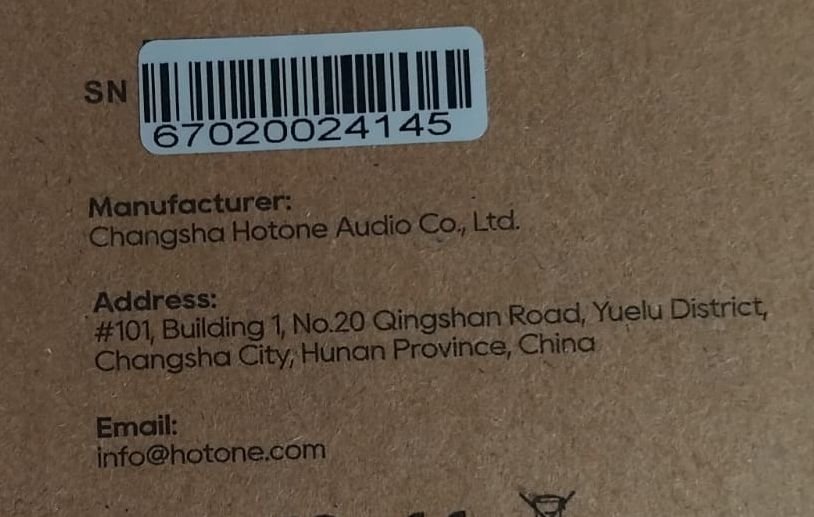 SN
67020024145
Manufacturer:
Changsha Hotone Audio Co., Ltd.
Address:
#101, Building 1, No.20 Qingshan Road, Yuelu District,
Changsha City, Hunan Province, China
Email:
info@hotone.com